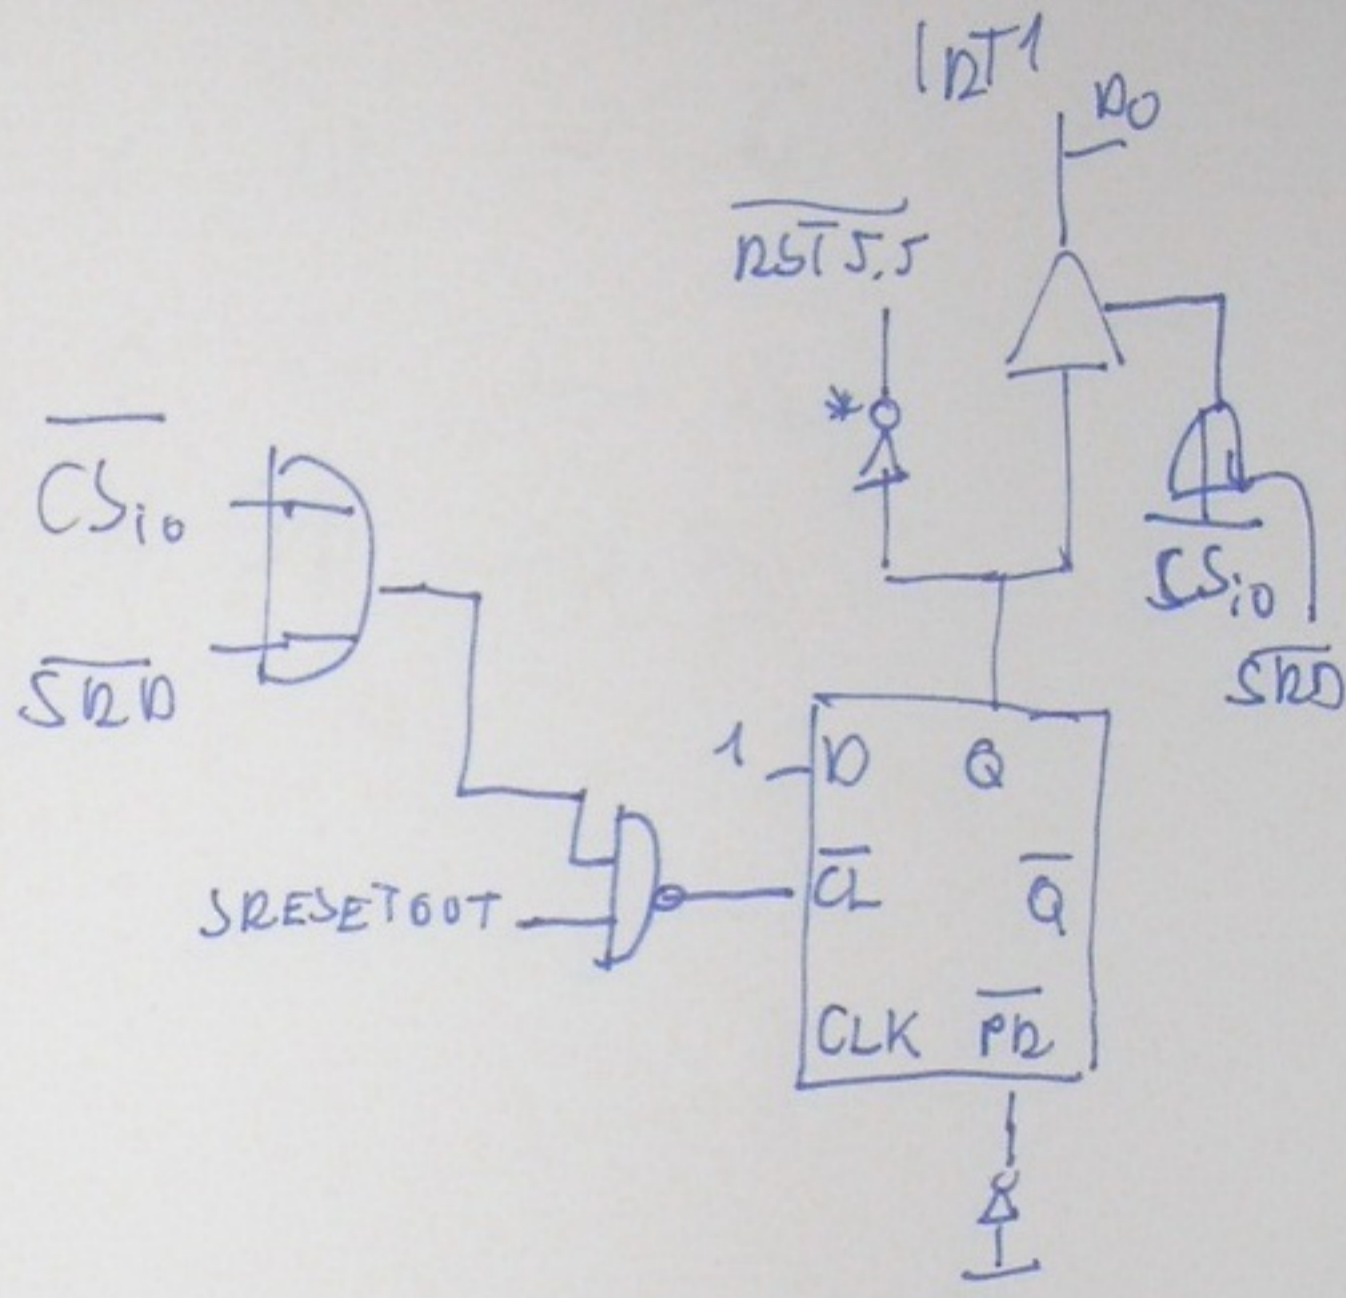 INT1
D0
RST5.5
CSio
SRD
CSio
SRD
1
D Q
CL Q
SRESETOUT
CLK PR